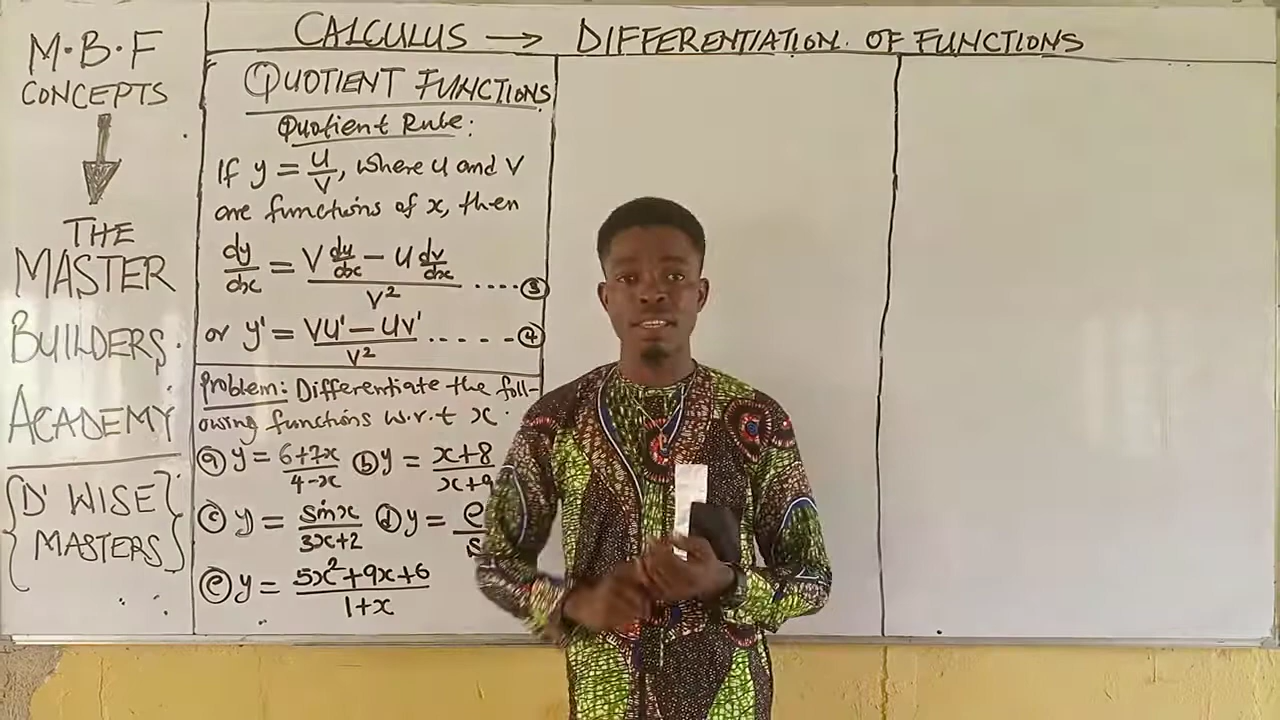 M.B.F
CONCEPTS
THE
MASTER
BUILDERS.
ACADEMY
{D' WISE
MASTERS}
CALCULUS → DIFFERENTIATION. OF FUNCTIONS
① QUOTIENT FUNCTIONS
Quotient Rule:
If y = u/v, where u and v
are functions of x, then
dy/dx = (v du/dx - u dv/dx)/v² ....③
or y' = (vu' - uv')/v² .....④
Problem: Differentiate the foll-
owing functions w.r.t x.
ⓐ y = (6+7x)/(4-x) ⓑ y = (x+8)/(x+9
ⓒ y = sinx/(3x+2) ⓓ y = e
ⓔ y = (5x²+9x+6)/(1+x)